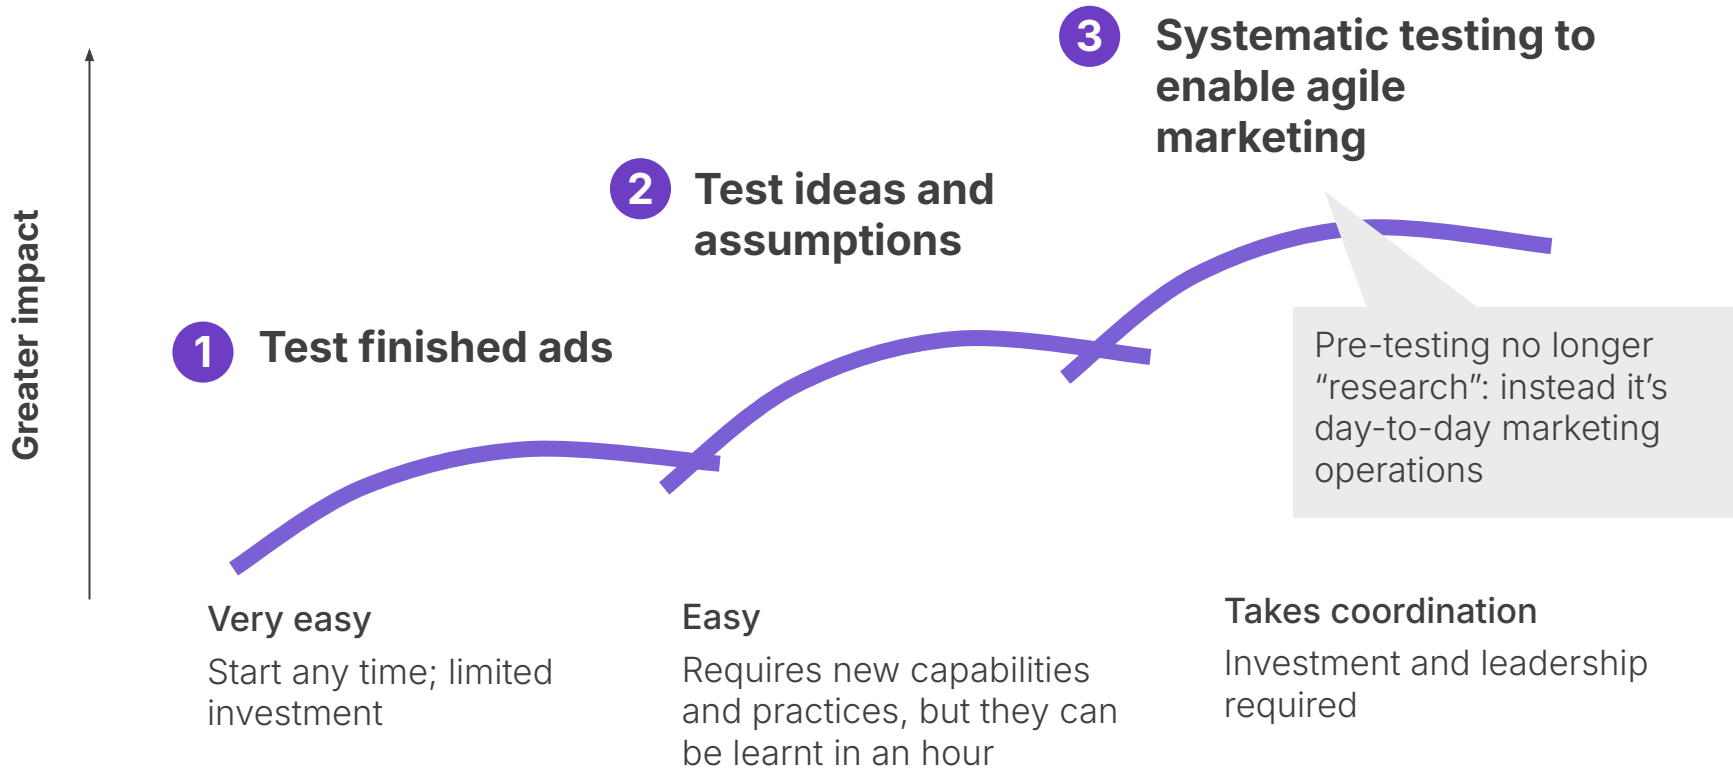 Greater impact
1
Test finished ads
2
Test ideas and
assumptions
3
Systematic testing to
enable agile
marketing
Pre-testing no longer
“research”: instead it’s
day-to-day marketing
operations
Very easy
Start any time; limited
investment
Easy
Requires new capabilities
and practices, but they can
be learnt in an hour
Takes coordination
Investment and leadership
required